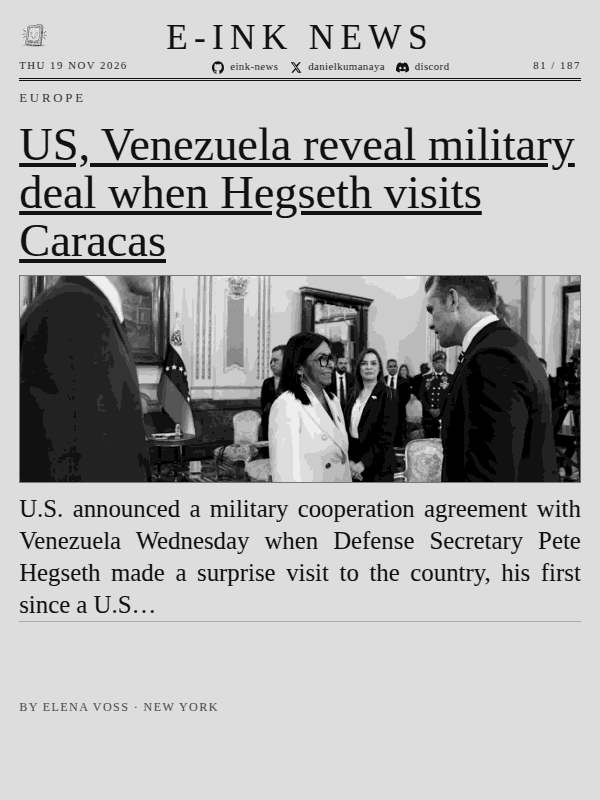 E-INK NEWS
THU 19 NOV 2026
eink-news danielkumanaya discord
81 / 187
EUROPE
US, Venezuela reveal military
deal when Hegseth visits
Caracas
U.S. announced a military cooperation agreement with
Venezuela Wednesday when Defense Secretary Pete
Hegseth made a surprise visit to the country, his first
since a U.S…
BY ELENA VOSS · NEW YORK